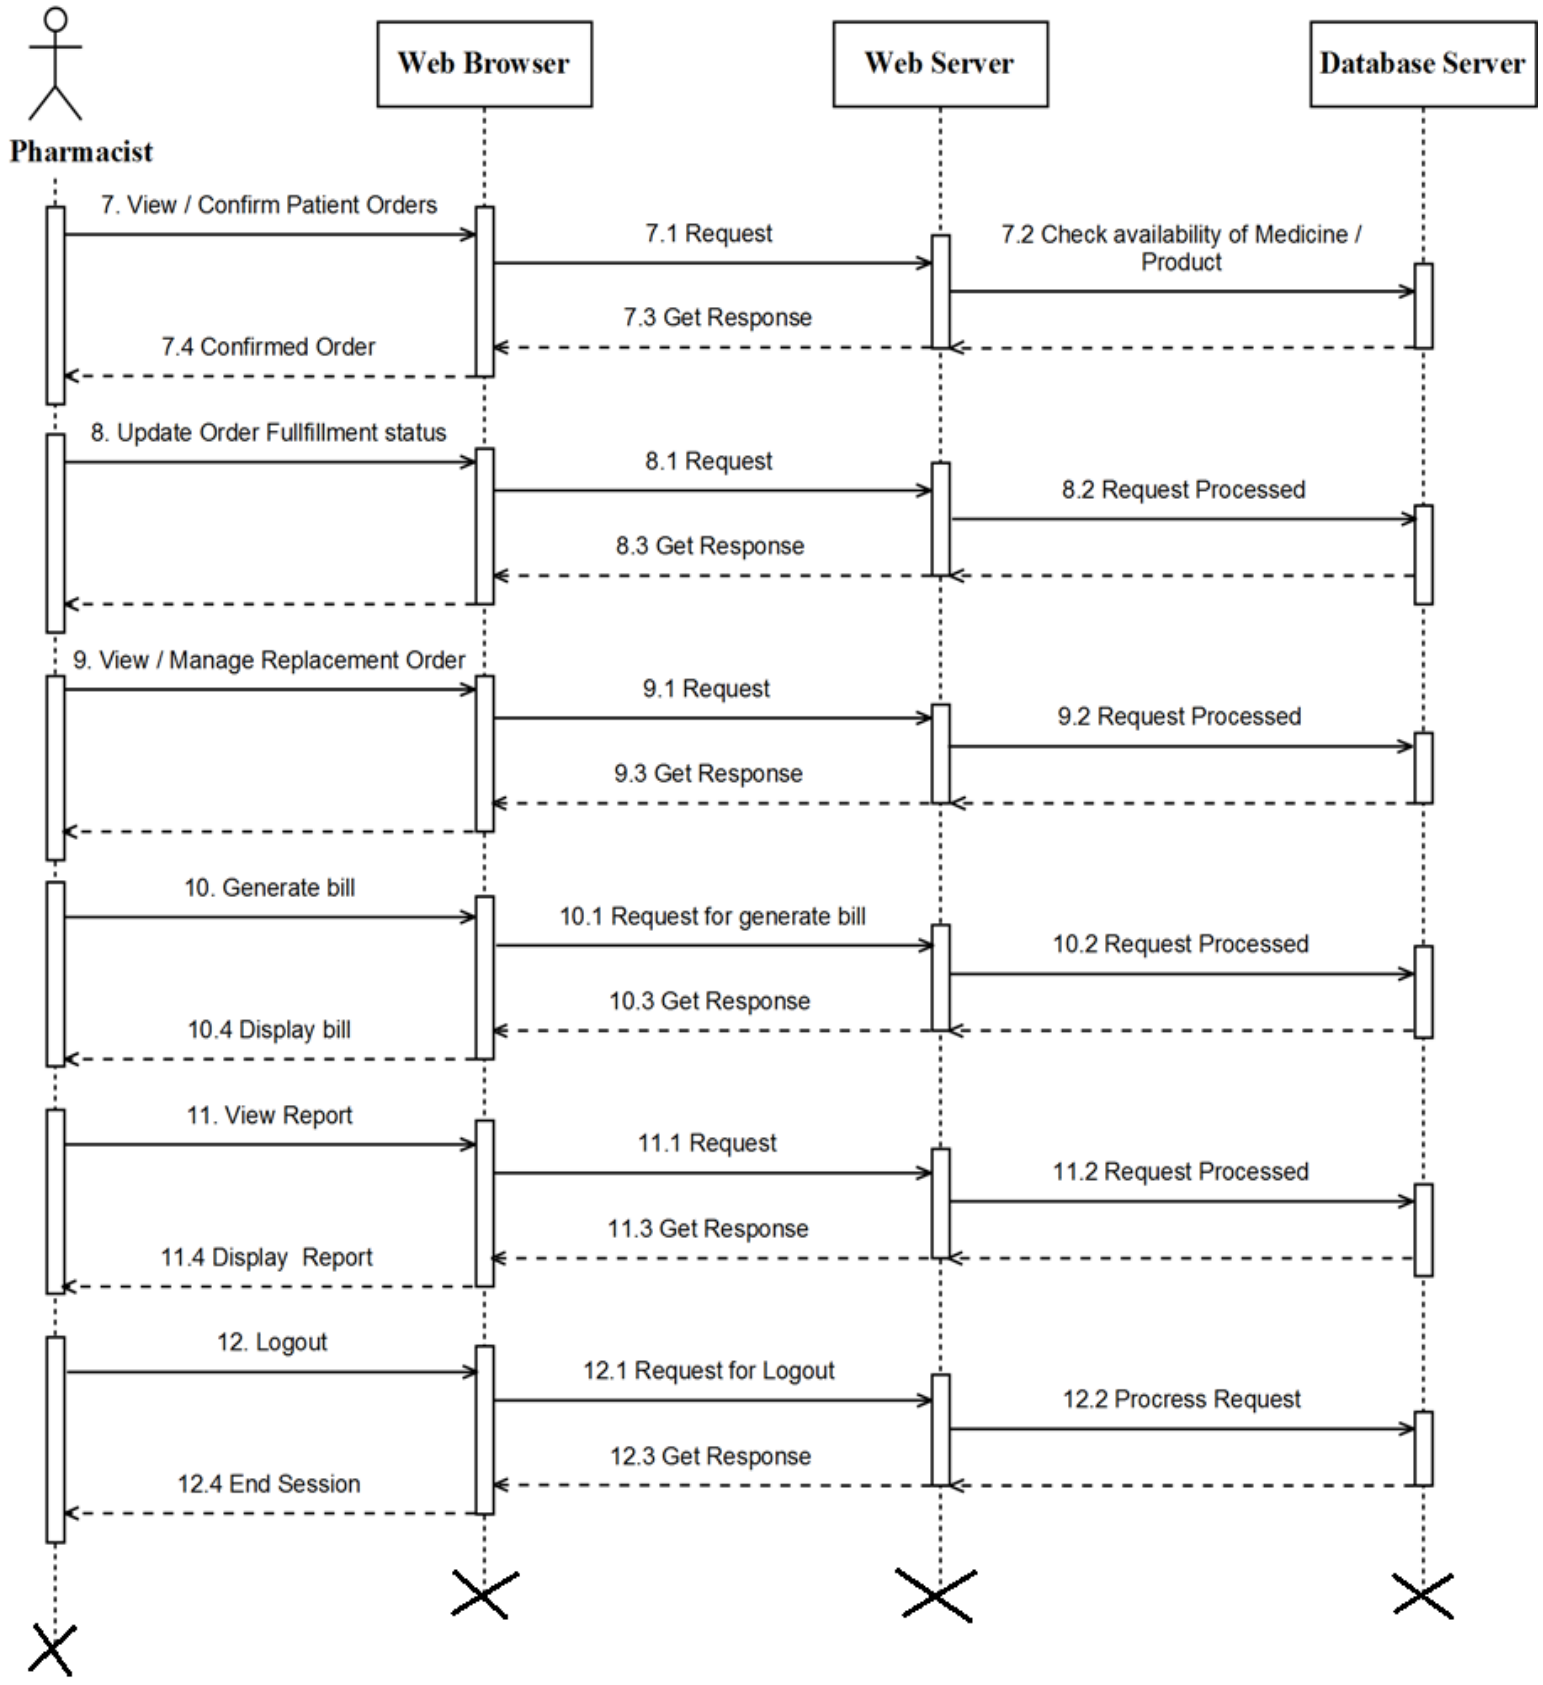 Web Browser
Web Server
Database Server
Pharmacist
7. View / Confirm Patient Orders
7.1 Request
7.2 Check availability of Medicine /
Product
7.3 Get Response
7.4 Confirmed Order
8. Update Order Fullfillment status
8.1 Request
8.2 Request Processed
8.3 Get Response
9. View / Manage Replacement Order
9.1 Request
9.2 Request Processed
9.3 Get Response
10. Generate bill
10.1 Request for generate bill
10.2 Request Processed
10.3 Get Response
10.4 Display bill
11. View Report
11.1 Request
11.2 Request Processed
11.3 Get Response
11.4 Display  Report
12. Logout
12.1 Request for Logout
12.2 Procress Request
12.3 Get Response
12.4 End Session